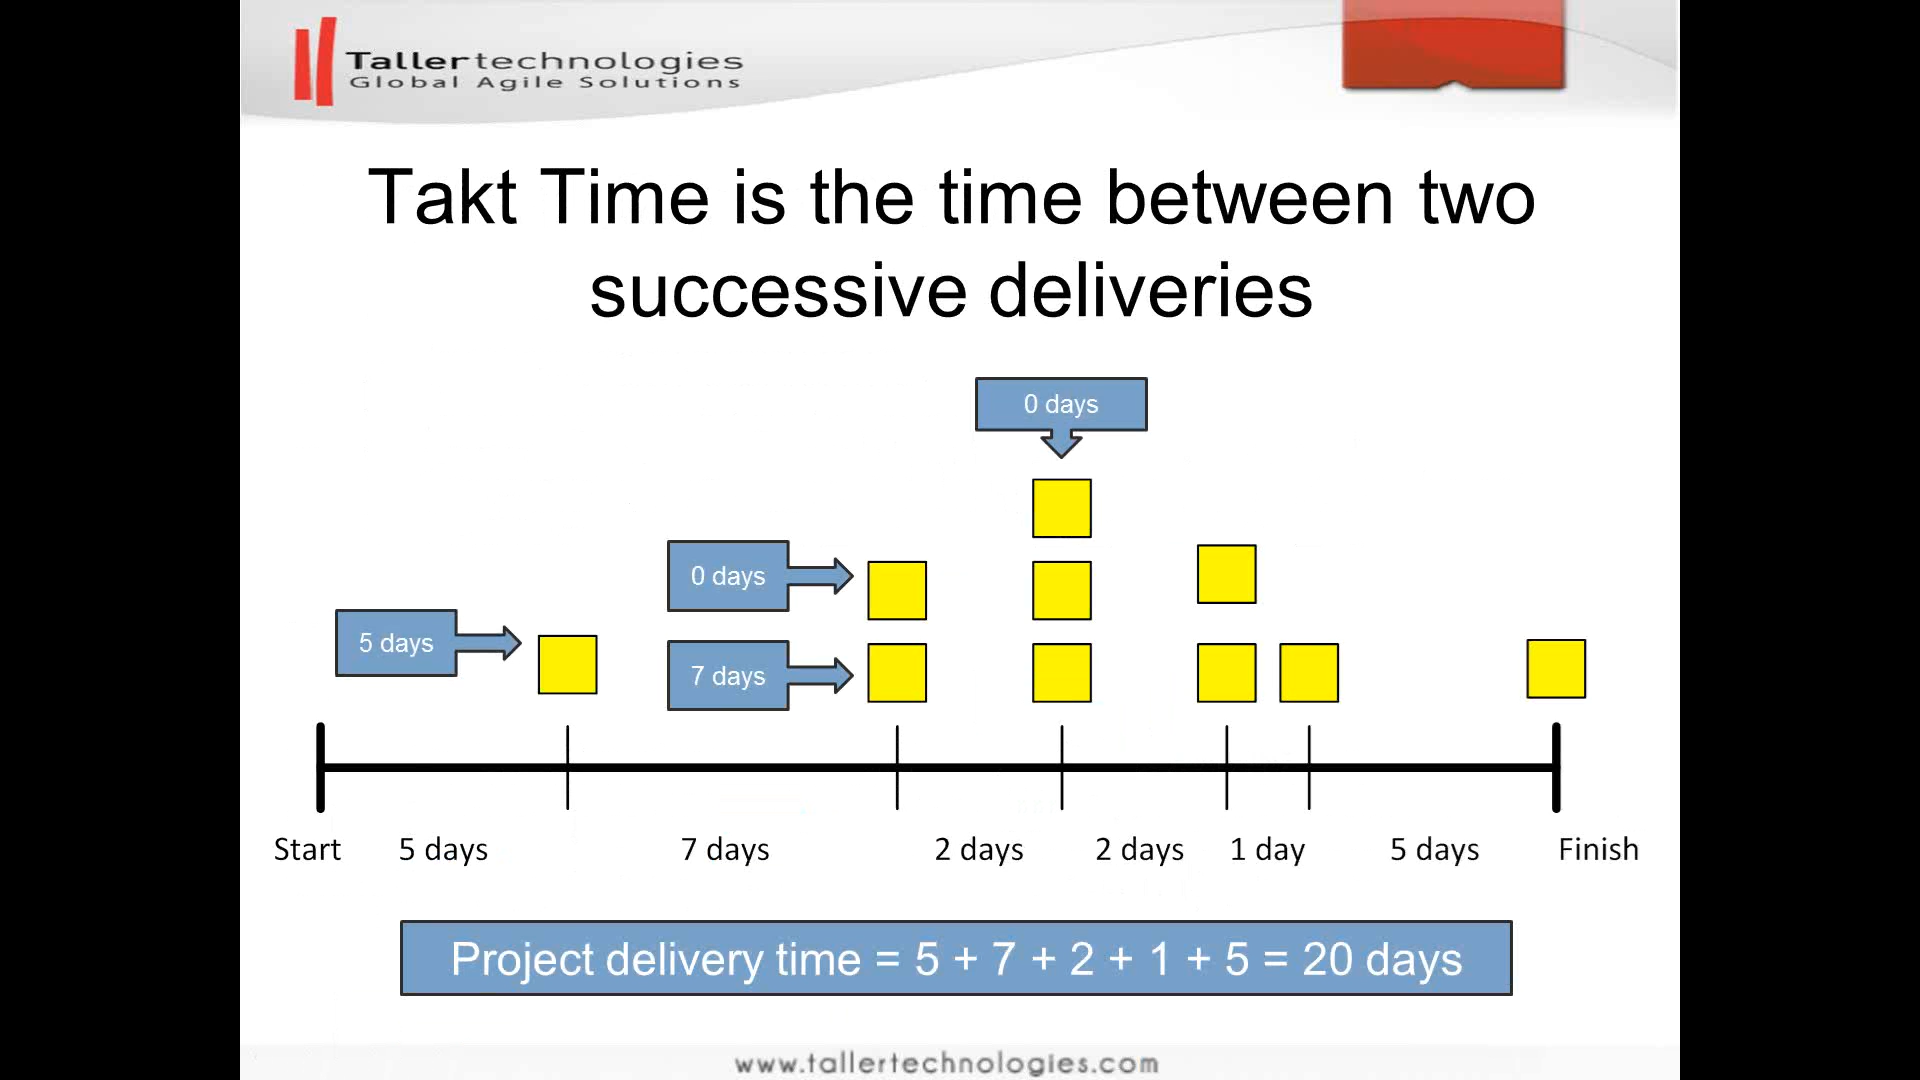 Taller technologies
Global Agile Solutions
Takt Time is the time between two
successive deliveries
0 days
0 days
5 days
7 days
Start 5 days 7 days 2 days 2 days 1 day 5 days Finish
Project delivery time = 5 + 7 + 2 + 1 + 5 = 20 days
www.tallertechnologies.com